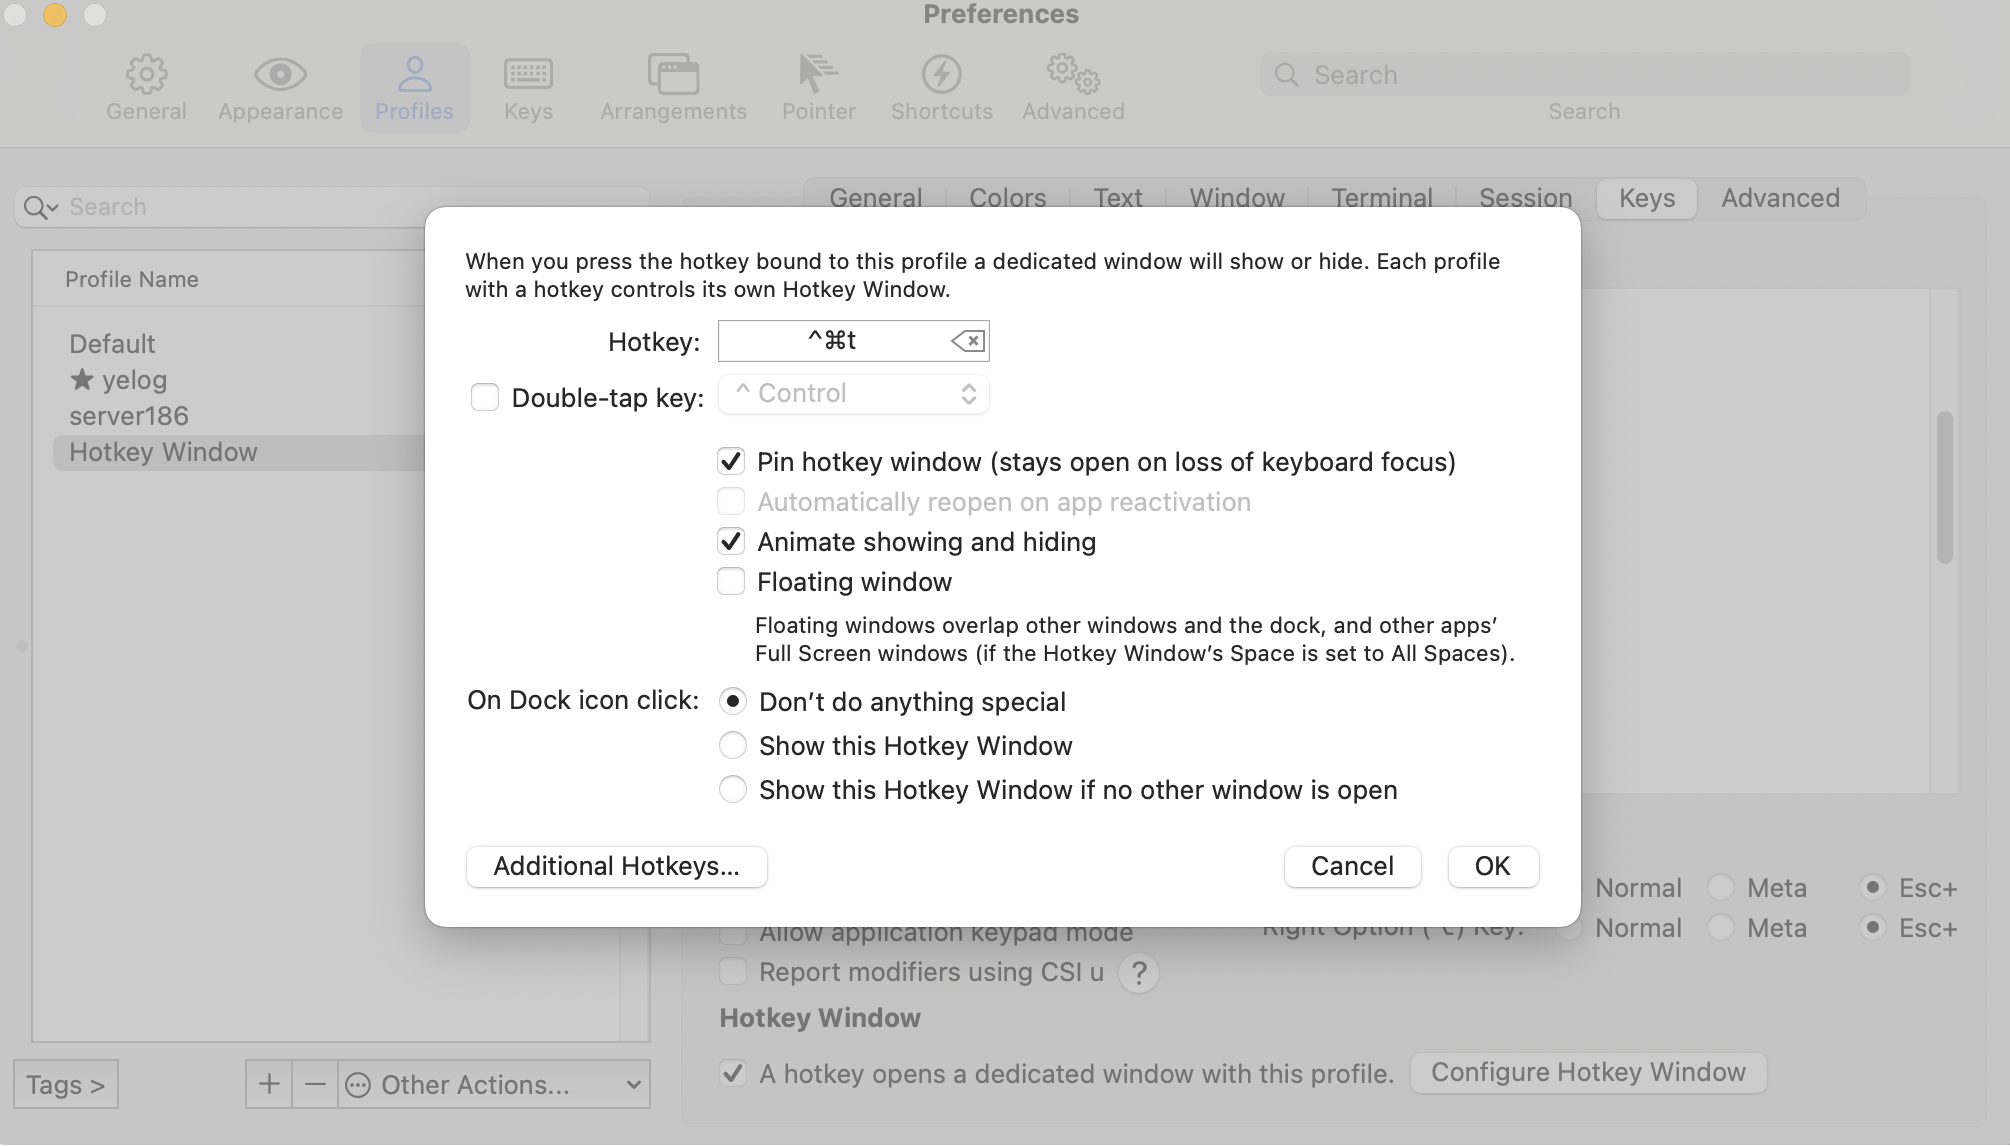 Preferences
General
Appearance
Profiles
Keys
Arrangements
Pointer
Shortcuts
Advanced
Search
Search
Search
General
Colors
Text
Window
Terminal
Session
Keys
Advanced
Profile Name
Default
★ yelog
server186
Hotkey Window
When you press the hotkey bound to this profile a dedicated window will show or hide. Each profile
with a hotkey controls its own Hotkey Window.
Hotkey: ^⌘t
Double-tap key: ^ Control
Pin hotkey window (stays open on loss of keyboard focus)
Automatically reopen on app reactivation
Animate showing and hiding
Floating window
Floating windows overlap other windows and the dock, and other apps’
Full Screen windows (if the Hotkey Window’s Space is set to All Spaces).
On Dock icon click: Don’t do anything special
Show this Hotkey Window
Show this Hotkey Window if no other window is open
Additional Hotkeys...
Cancel
OK
Normal Meta Esc+
Allow application keypad mode
Right Option (⌥) Key: Normal Meta Esc+
Report modifiers using CSI u ?
Hotkey Window
A hotkey opens a dedicated window with this profile.
Configure Hotkey Window
Tags >
+ − Other Actions...